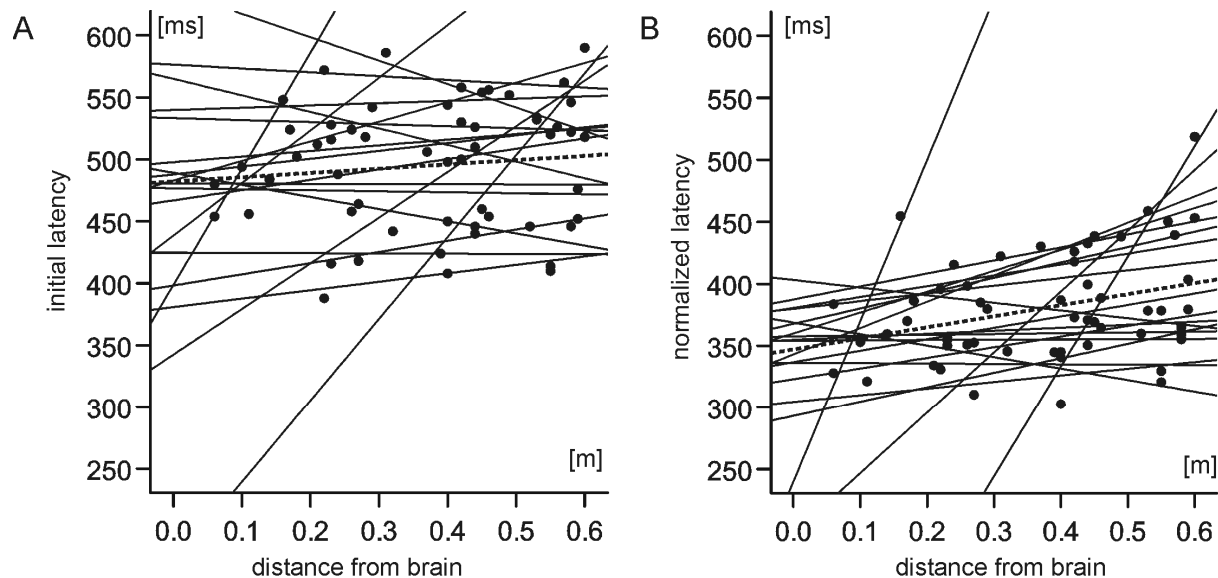 A
[ms]
600
550
500
450
400
350
300
250
initial latency
[m]
0.0 0.1 0.2 0.3 0.4 0.5 0.6
distance from brain
B
[ms]
600
550
500
450
400
350
300
250
normalized latency
[m]
0.0 0.1 0.2 0.3 0.4 0.5 0.6
distance from brain